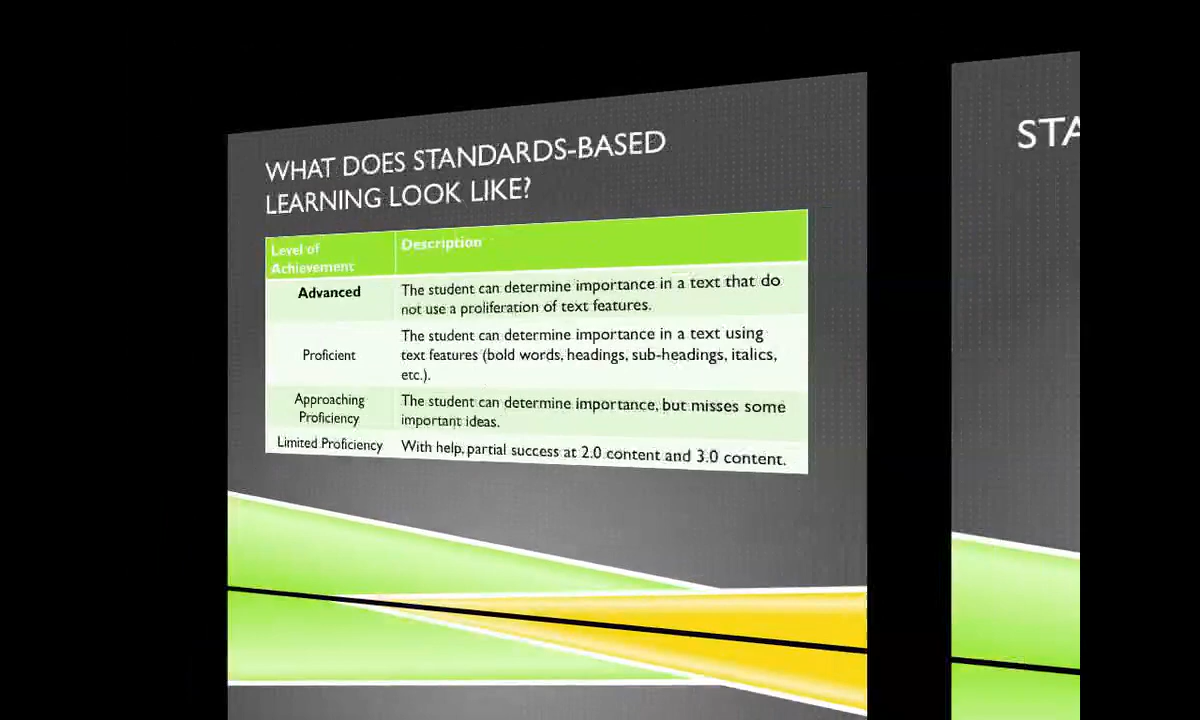 WHAT DOES STANDARDS-BASED
LEARNING LOOK LIKE?
Level of
Achievement
Description
Advanced
The student can determine importance in a text that do
not use a proliferation of text features.
Proficient
The student can determine importance in a text using
text features (bold words, headings, sub-headings, italics,
etc.).
Approaching
Proficiency
The student can determine importance, but misses some
important ideas.
Limited Proficiency
With help, partial success at 2.0 content and 3.0 content.
STA